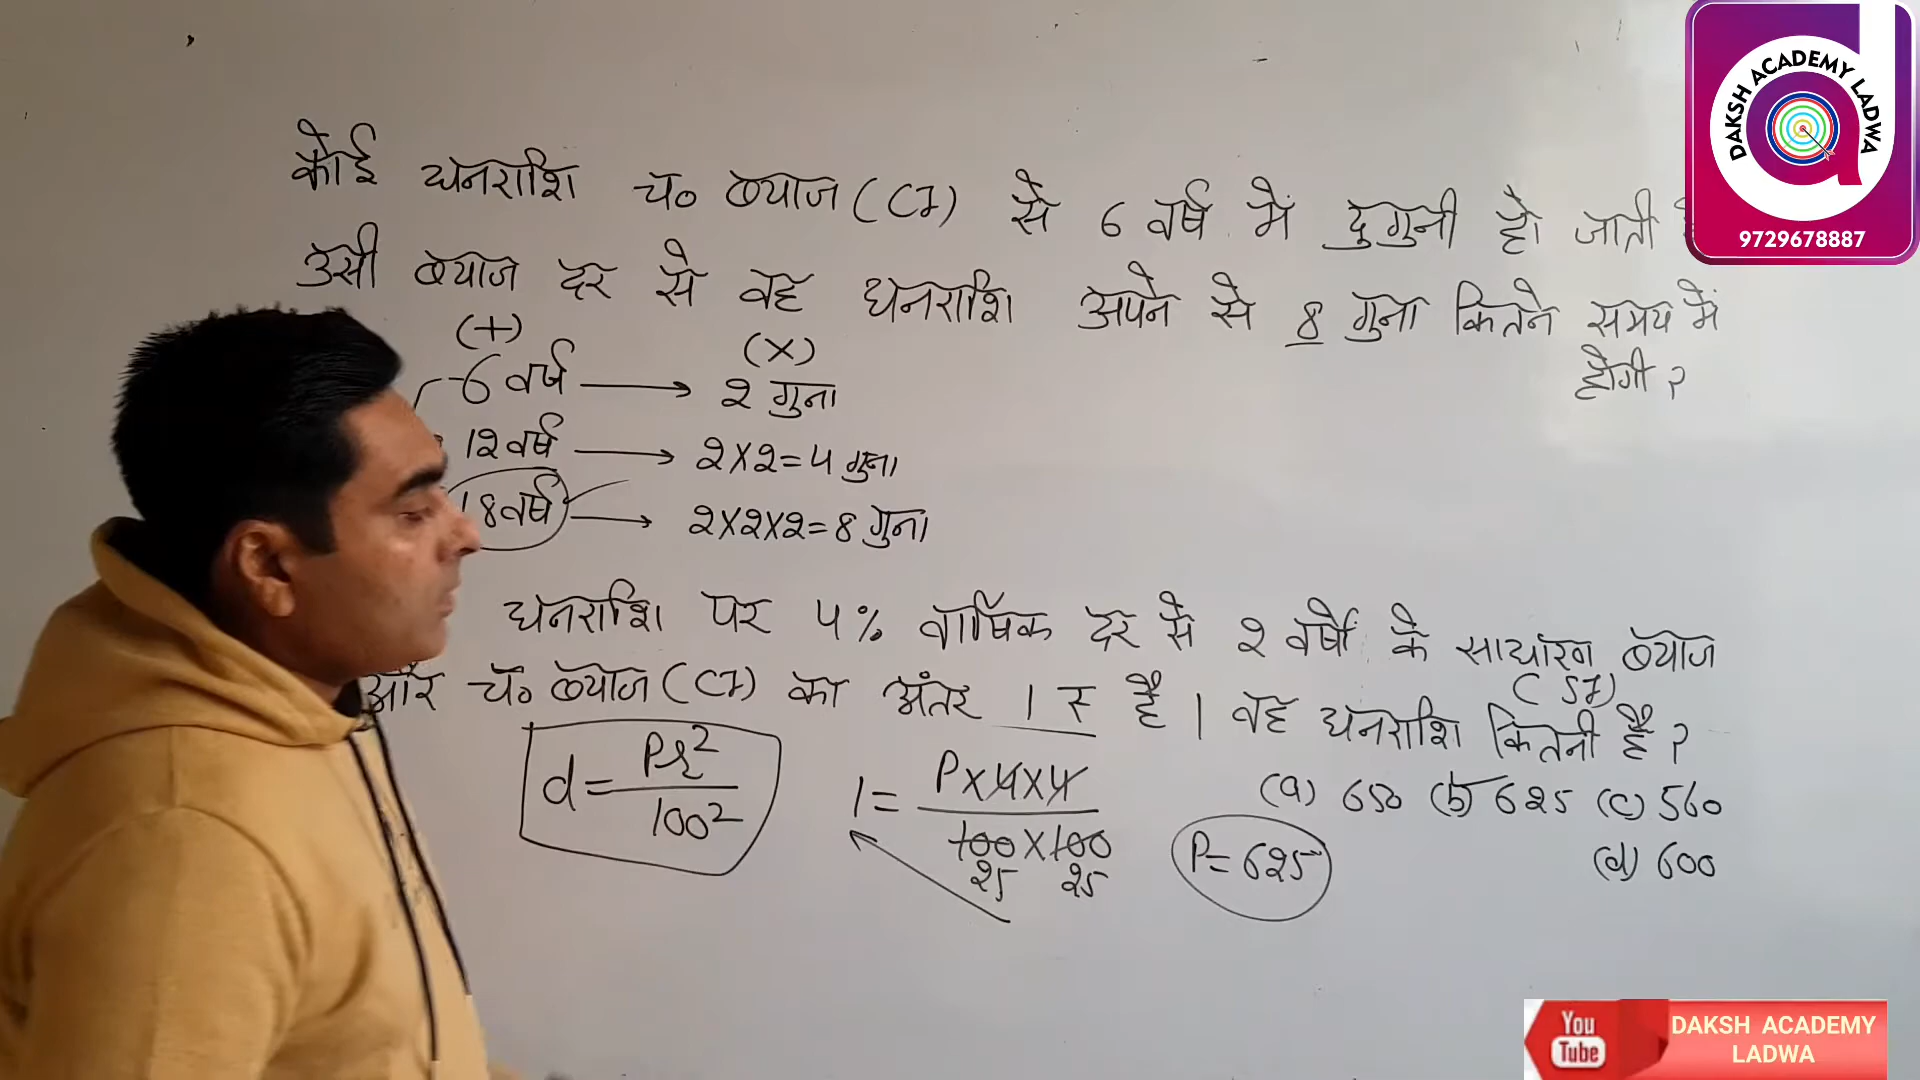 कोई धनराशि च० ब्याज (CI) से 6 वर्ष में दुगुनी हो जाती
उसी ब्याज दर से वह धनराशि अपने से 8 गुना कितने समय में
होगी ?
(+) (×)
6 वर्ष → 2 गुना
12 वर्ष → 2×2=4 गुना
18 वर्ष → 2×2×2=8 गुना
धनराशि पर 4% वार्षिक दर से 2 वर्षों के साधारण ब्याज
(SI)
और च० ब्याज (CI) का अंतर 1 रु है। वह धनराशि कितनी है ?
d = Pr²/100²
1 = P×4×4/100×100
25 25
P=625
(a) 650 (b) 625 (c) 560
(d) 600
DAKSH ACADEMY LADWA
9729678887
You Tube
DAKSH ACADEMY
LADWA